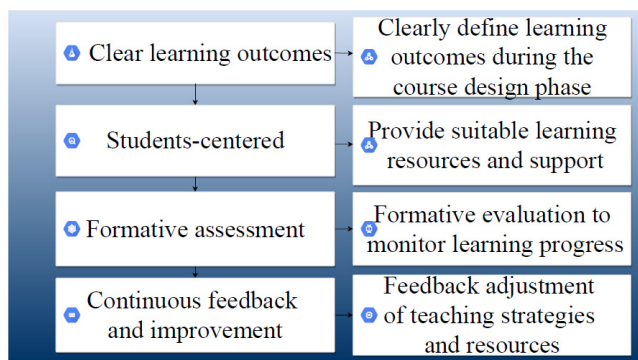 Clear learning outcomes
Clearly define learning
outcomes during the
course design phase
Students-centered
Provide suitable learning
resources and support
Formative assessment
Formative evaluation to
monitor learning progress
Continuous feedback
and improvement
Feedback adjustment
of teaching strategies
and resources